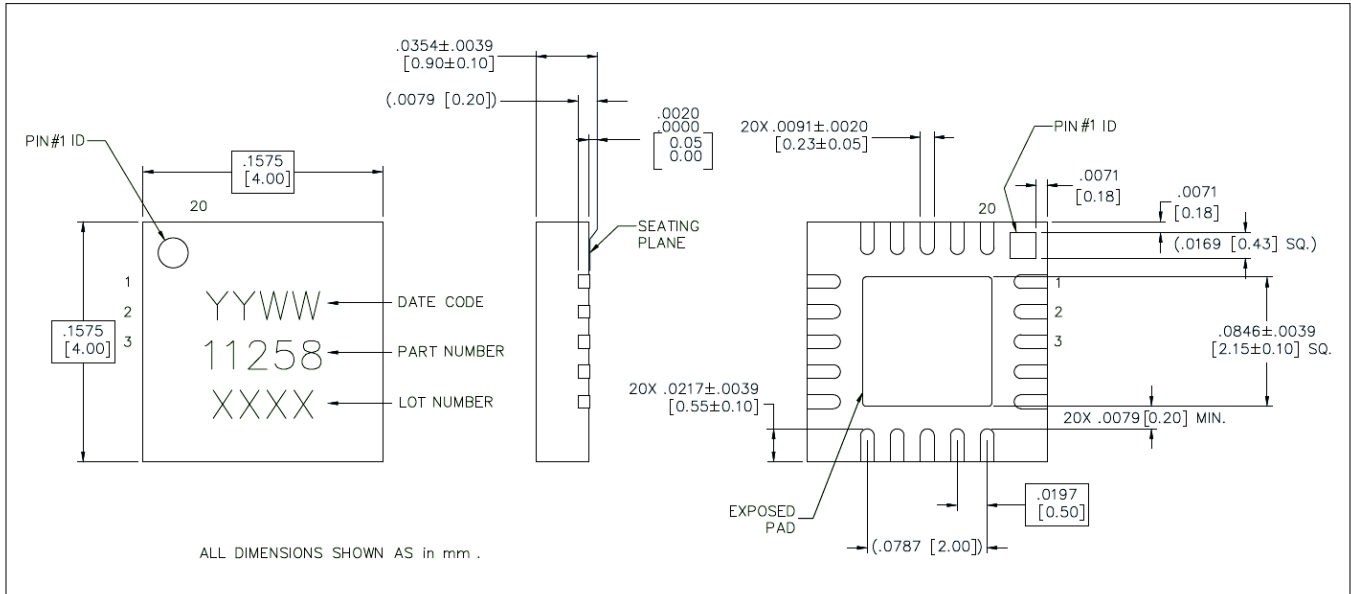 .0354±.0039
[0.90±0.10]
(.0079 [0.20])
.0020
.0000
[0.05
0.00]
PIN#1 ID
.1575
[4.00]
20
1
2
3
.1575
[4.00]
YYWW
DATE CODE
11258
PART NUMBER
XXXX
LOT NUMBER
SEATING
PLANE
20X .0091±.0020
[0.23±0.05]
PIN#1 ID
20
.0071
[0.18]
.0071
[0.18]
(.0169 [0.43] SQ.)
1
2
3
.0846±.0039
[2.15±0.10] SQ.
20X .0217±.0039
[0.55±0.10]
20X .0079 [0.20] MIN.
EXPOSED
PAD
.0197
[0.50]
(.0787 [2.00])
ALL DIMENSIONS SHOWN AS in mm .